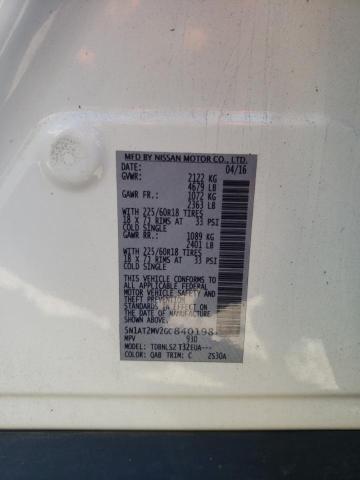 MFD BY NISSAN MOTOR CO., LTD.
DATE: 04/16
GVWR: 2122 KG
4679 LB
GAWR FR.: 1072 KG
2363 LB
WITH 225/60R18 TIRES
18 X 7J RIMS AT 33 PSI
COLD SINGLE
GAWR RR.: 1089 KG
2401 LB
WITH 225/60R18 TIRES
18 X 7J RIMS AT 33 PSI
COLD SINGLE
THIS VEHICLE CONFORMS TO ALL
APPLICABLE FEDERAL MOTOR
VEHICLE SAFETY AND THEFT PREVENTION
STANDARDS IN EFFECT ON THE DATE
OF MANUFACTURE SHOWN ABOVE.
5N1AT2MV2GC840198
MPV 930
COLOR: QAB TRIM: C 2S30A